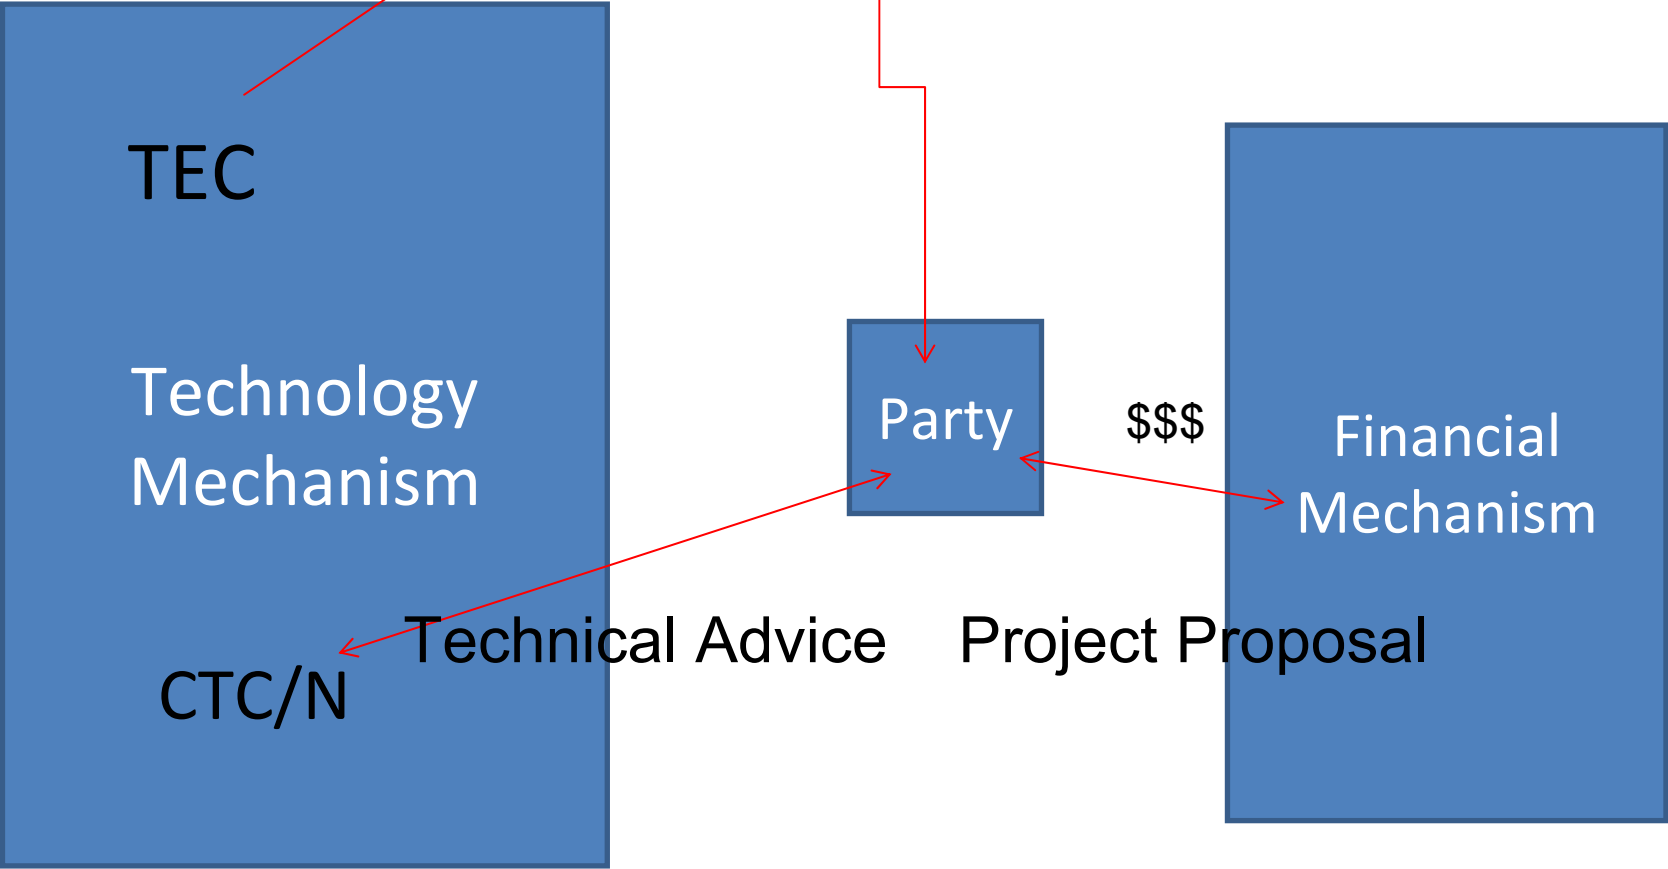 TEC
Technology
Mechanism
CTC/N
Party
$$$
Financial
Mechanism
Technical Advice
Project Proposal